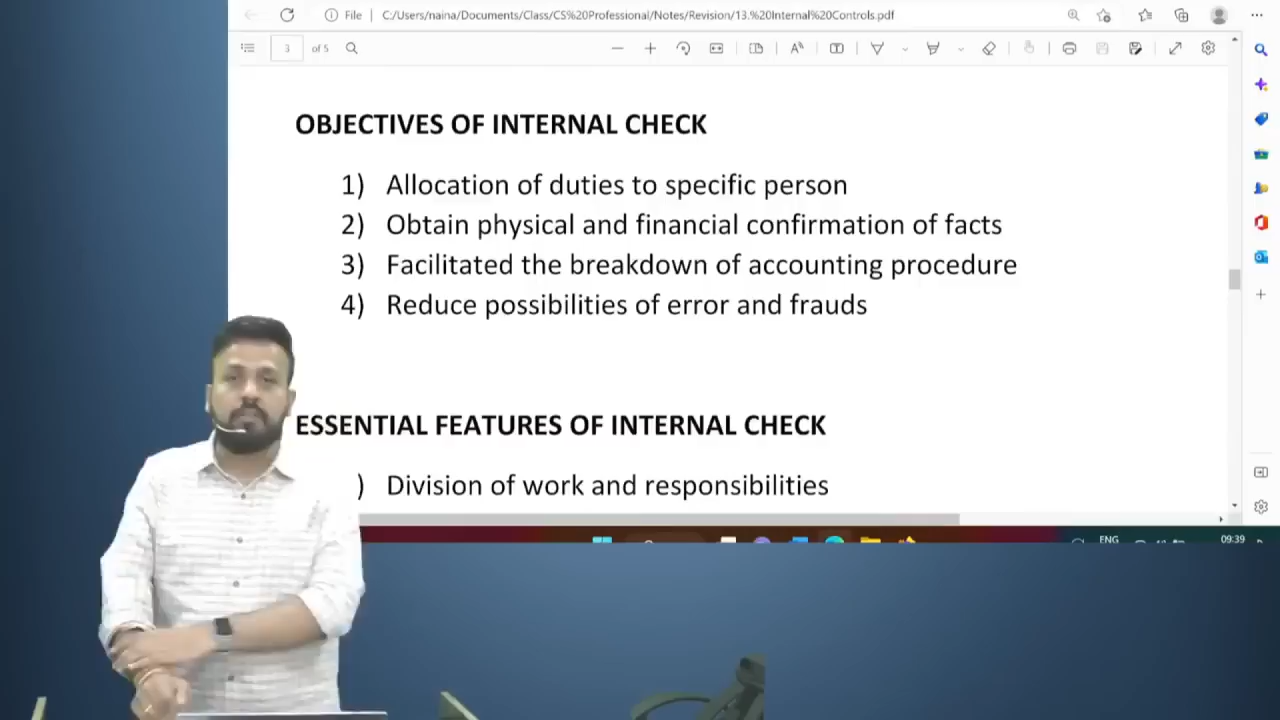 File
C:/Users/naina/Documents/Class/CS%20Professional/Notes/Revision/13.%20Internal%20Controls.pdf
3 of 5
OBJECTIVES OF INTERNAL CHECK
1) Allocation of duties to specific person
2) Obtain physical and financial confirmation of facts
3) Facilitated the breakdown of accounting procedure
4) Reduce possibilities of error and frauds
ESSENTIAL FEATURES OF INTERNAL CHECK
) Division of work and responsibilities
ENG
09:39